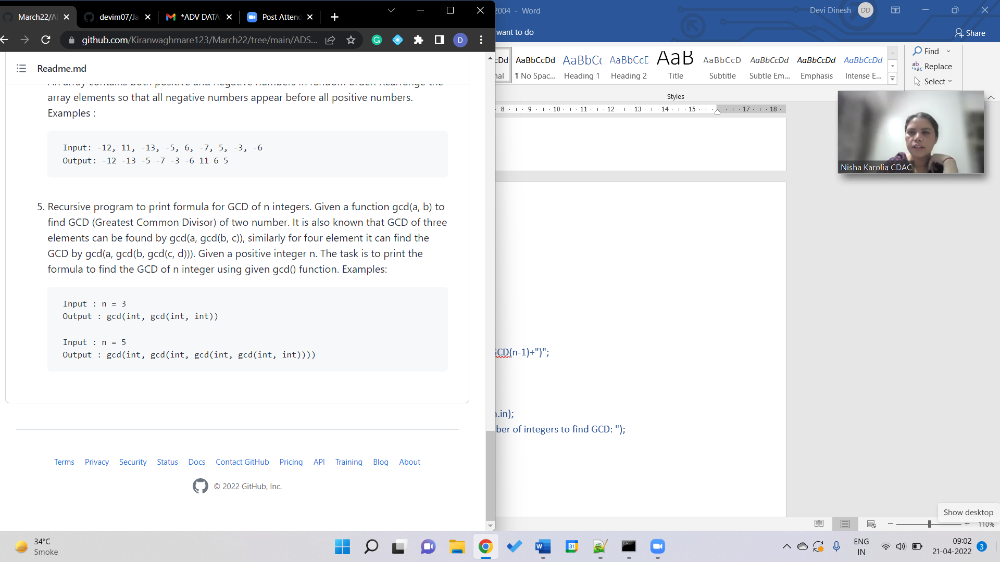 March22/A
devim07/Ja
*ADV DATA
Post Attend
2004 - Word
Devi Dinesh
DD
github.com/Kiranwaghmare123/March22/tree/main/ADS...
D
want to do
Share
Readme.md
array elements so that all negative numbers appear before all positive numbers.
Examples :
Input: -12, 11, -13, -5, 6, -7, 5, -3, -6
Output: -12 -13 -5 -7 -3 -6 11 6 5
5. Recursive program to print formula for GCD of n integers. Given a function gcd(a, b) to
find GCD (Greatest Common Divisor) of two number. It is also known that GCD of three
elements can be found by gcd(a, gcd(b, c)), similarly for four element it can find the
GCD by gcd(a, gcd(b, gcd(c, d))). Given a positive integer n. The task is to print the
formula to find the GCD of n integer using given gcd() function. Examples:
Input : n = 3
Output : gcd(int, gcd(int, int))
Input : n = 5
Output : gcd(int, gcd(int, gcd(int, gcd(int, int))))
Terms Privacy Security Status Docs Contact GitHub Pricing API Training Blog About
© 2022 GitHub, Inc.
AaBbCcDd AaBbC AaBbCcC AaB AaBbCcD AaBbCcDd AaBbCcDd AaBbCcDd
¶ No Spac... Heading 1 Heading 2 Title Subtitle Subtle Em... Emphasis Intense E...
Styles
Find
Replace
Select
8 9 10 11 12 13 14 15 17 18
Nisha Karolia CDAC
GCD(n-1)+")";
.in);
ber of integers to find GCD: ");
Show desktop
110%
34°C
Smoke
31
ENG
IN
09:02
21-04-2022
3